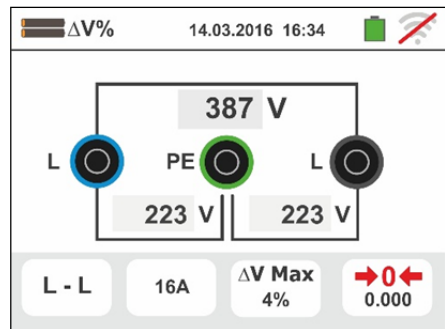 ΔV% 14.03.2016 16:34
387 V
L PE L
223 V 223 V
L - L 16A ΔV Max 4% →0← 0.000